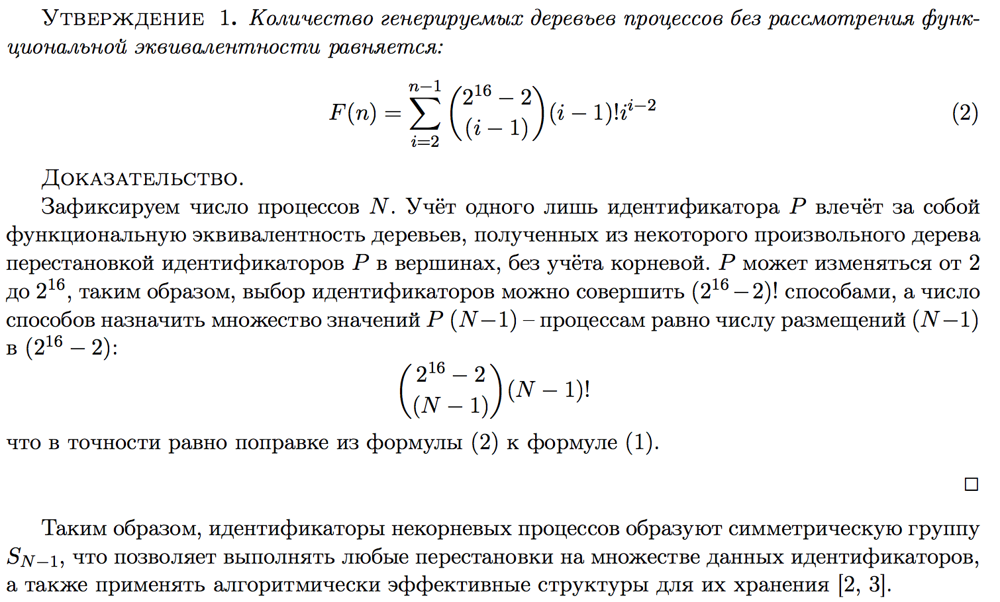 Утверждение 1. Количество генерируемых деревьев процессов без рассмотрения функ-
циональной эквивалентности равняется:
F(n) = \sum_{i=2}^{n-1} \binom{2^{16} - 2}{(i - 1)} (i - 1)! i^{i-2} (2)
Доказательство.
Зафиксируем число процессов N. Учёт одного лишь идентификатора P влечёт за собой
функциональную эквивалентность деревьев, полученных из некоторого произвольного дерева
перестановкой идентификаторов P в вершинах, без учёта корневой. P может изменяться от 2
до 2^{16}, таким образом, выбор идентификаторов можно совершить (2^{16} − 2)! способами, а число
способов назначить множество значений P (N−1) – процессам равно числу размещений (N−1)
в (2^{16} − 2):
\binom{2^{16} - 2}{(N - 1)} (N − 1)!
что в точности равно поправке из формулы (2) к формуле (1).
□
Таким образом, идентификаторы некорневых процессов образуют симметрическую группу
S_{N−1}, что позволяет выполнять любые перестановки на множестве данных идентификаторов,
а также применять алгоритмически эффективные структуры для их хранения [2, 3].